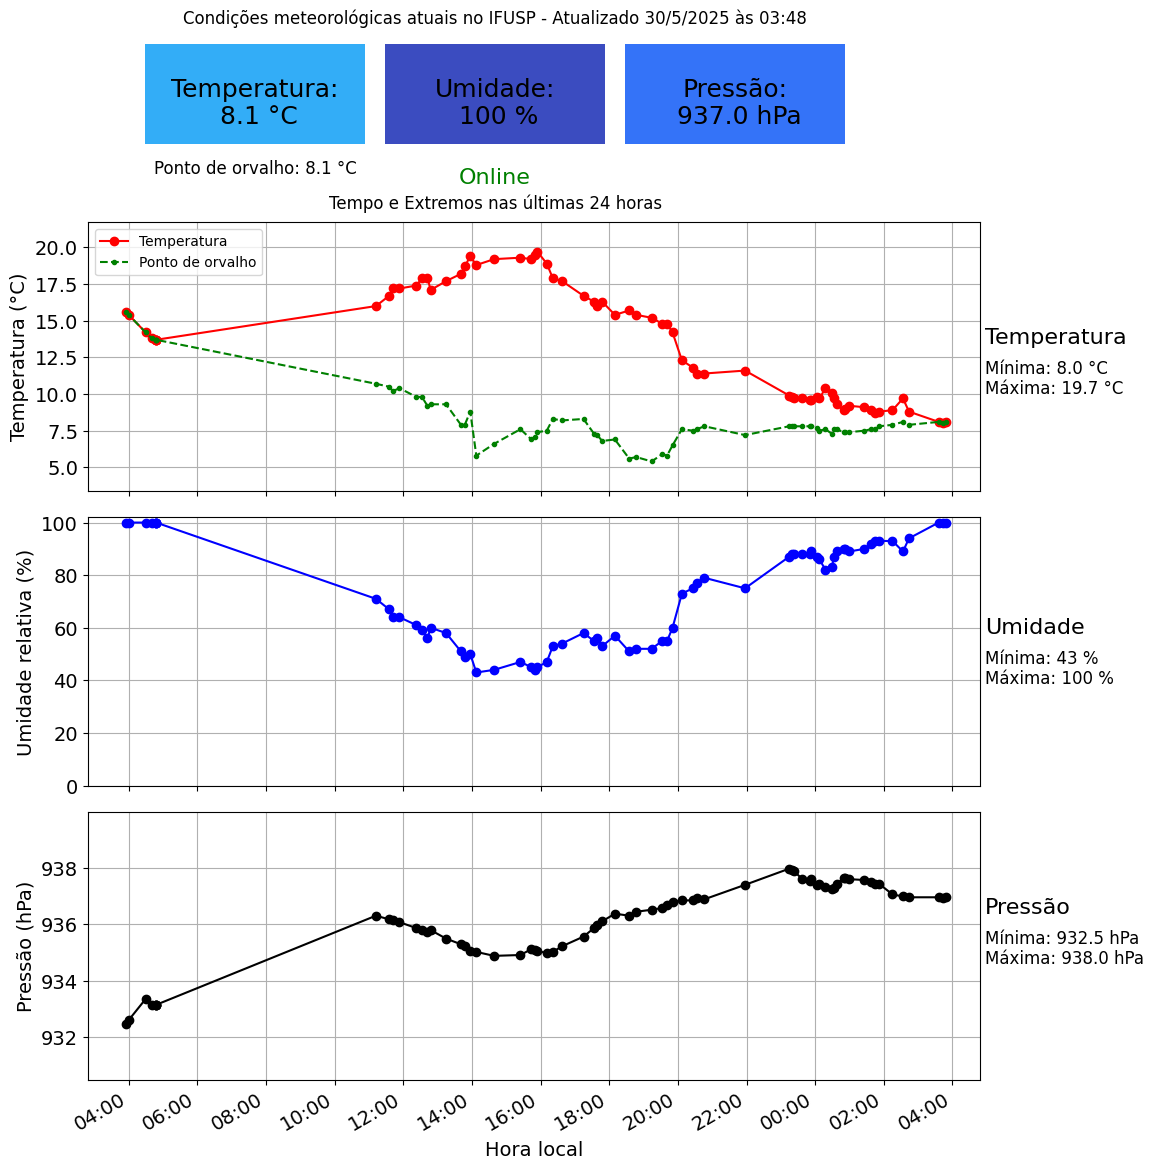 Condições meteorológicas atuais no IFUSP - Atualizado 30/5/2025 às 03:48
Temperatura:
8.1 °C
Umidade:
100 %
Pressão:
937.0 hPa
Ponto de orvalho: 8.1 °C
Online
Tempo e Extremos nas últimas 24 horas
Temperatura (°C)
20.0
17.5
15.0
12.5
10.0
7.5
5.0
Temperatura
Ponto de orvalho
Temperatura
Mínima: 8.0 °C
Máxima: 19.7 °C
Umidade relativa (%)
100
80
60
40
20
0
Umidade
Mínima: 43 %
Máxima: 100 %
Pressão (hPa)
938
936
934
932
Pressão
Mínima: 932.5 hPa
Máxima: 938.0 hPa
04:00 06:00 08:00 10:00 12:00 14:00 16:00 18:00 20:00 22:00 00:00 02:00 04:00
Hora local